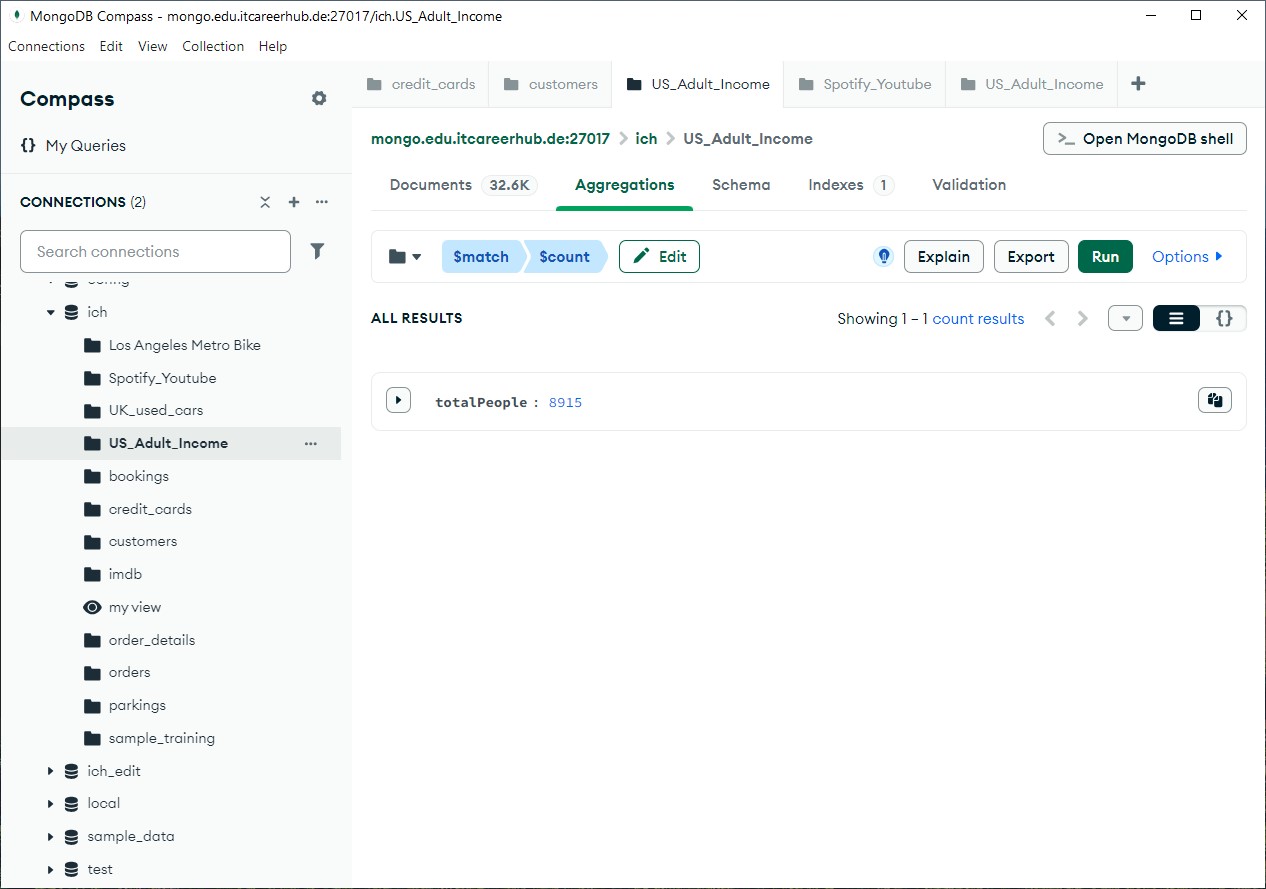 MongoDB Compass - mongo.edu.itcareerhub.de:27017/ich.US_Adult_Income
Connections Edit View Collection Help
Compass
My Queries
CONNECTIONS (2)
Search connections
config
ich
Los Angeles Metro Bike
Spotify_Youtube
UK_used_cars
US_Adult_Income
bookings
credit_cards
customers
imdb
my view
order_details
orders
parkings
sample_training
ich_edit
local
sample_data
test
credit_cards customers US_Adult_Income Spotify_Youtube US_Adult_Income
mongo.edu.itcareerhub.de:27017 ich US_Adult_Income
>_ Open MongoDB shell
Documents 32.6K Aggregations Schema Indexes 1 Validation
$match $count Edit Explain Export Run Options
ALL RESULTS Showing 1 – 1 count results
totalPeople : 8915